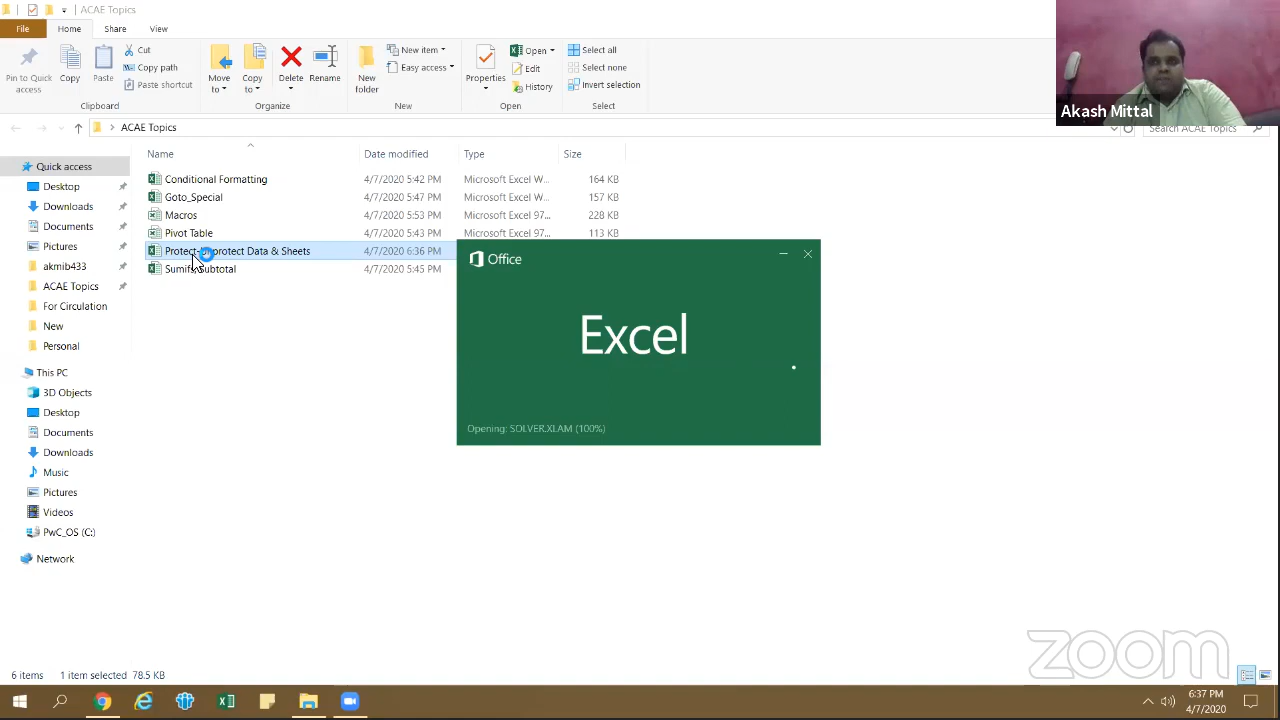 ACAE Topics
File Home Share View
Pin to Quick access
Copy
Paste
Cut
Copy path
Paste shortcut
Clipboard
Move to
Copy to
Delete
Rename
Organize
New folder
New item
Easy access
New
Properties
Open
Edit
History
Open
Select all
Select none
Invert selection
Select
Akash Mittal
ACAE Topics
Search ACAE Topics
Name Date modified Type Size
Conditional Formatting 4/7/2020 5:42 PM Microsoft Excel W... 164 KB
Goto_Special 4/7/2020 5:47 PM Microsoft Excel W... 157 KB
Macros 4/7/2020 5:53 PM Microsoft Excel 97... 228 KB
Pivot Table 4/7/2020 5:43 PM Microsoft Excel 97... 113 KB
Protect protect Data & Sheets 4/7/2020 6:36 PM
Subtotal 4/7/2020 5:45 PM
Quick access
Desktop
Downloads
Documents
Pictures
akmib433
ACAE Topics
For Circulation
New
Personal
This PC
3D Objects
Desktop
Documents
Downloads
Music
Pictures
Videos
PwC_OS (C:)
Network
Office
Excel
Opening: SOLVER.XLAM (100%)
zoom
6 items 1 item selected 78.5 KB
6:37 PM
4/7/2020